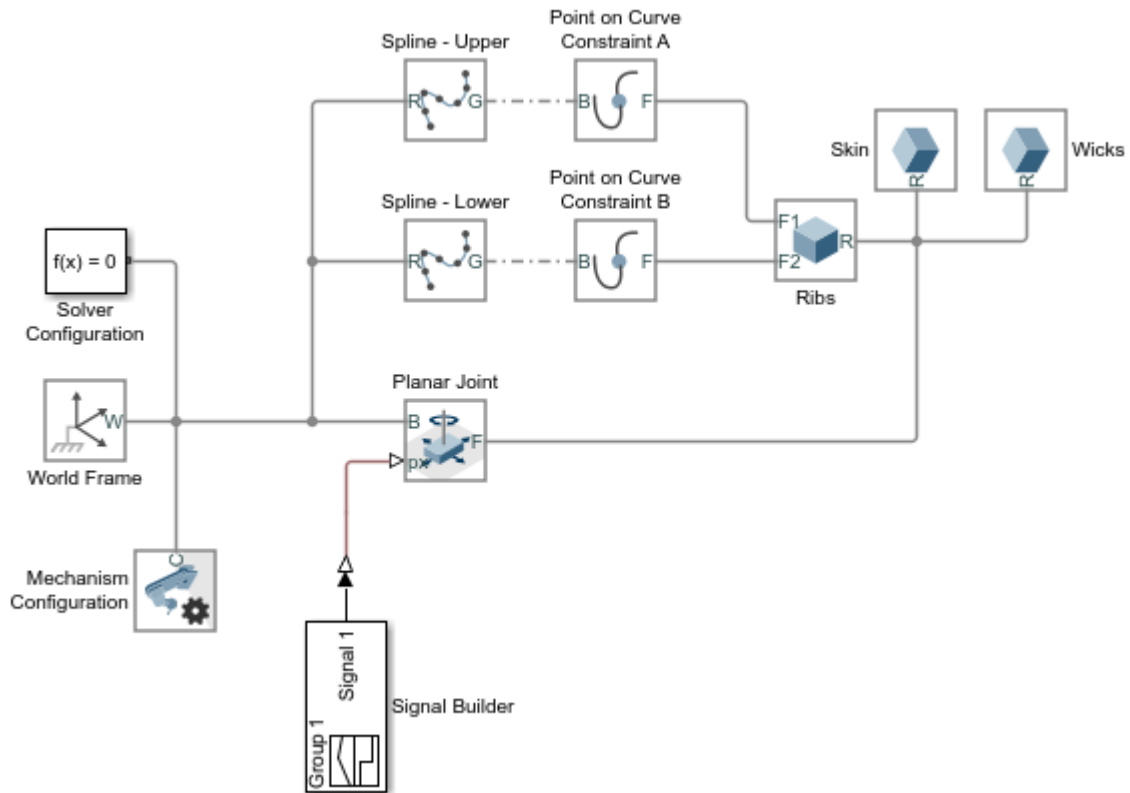 Point on Curve
Constraint A
Spline - Upper
R
G
B
F
Skin
R
Wicks
R
Point on Curve
Constraint B
Spline - Lower
R
G
B
F
F1
F2
R
Ribs
f(x) = 0
Solver
Configuration
Planar Joint
B
F
px
W
World Frame
C
Mechanism
Configuration
Signal 1
Group 1
Signal Builder